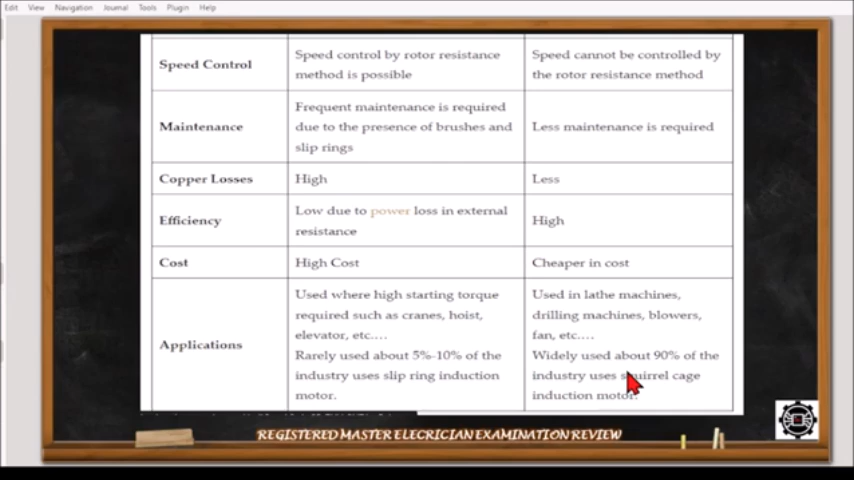 Edit View Navigation Journal Tools Plugin Help
Speed Control
Speed control by rotor resistance
method is possible
Speed cannot be controlled by
the rotor resistance method
Maintenance
Frequent maintenance is required
due to the presence of brushes and
slip rings
Less maintenance is required
Copper Losses
High
Less
Efficiency
Low due to power loss in external
resistance
High
Cost
High Cost
Cheaper in cost
Applications
Used where high starting torque
required such as cranes, hoist,
elevator, etc....
Rarely used about 5%-10% of the
industry uses slip ring induction
motor.
Used in lathe machines,
drilling machines, blowers,
fan, etc....
Widely used about 90% of the
industry uses squirrel cage
induction motor.
REGISTERED MASTER ELECRICIAN EXAMINATION REVIEW